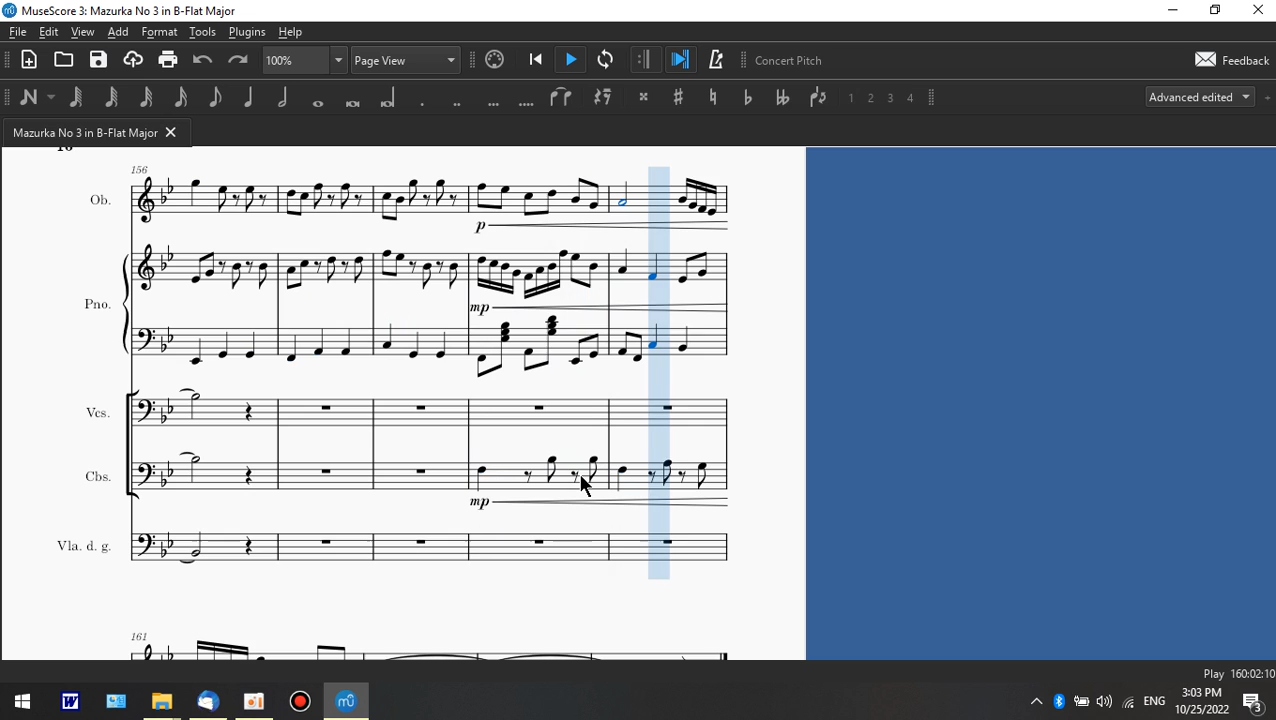 MuseScore 3: Mazurka No 3 in B-Flat Major
File Edit View Add Format Tools Plugins Help
100% Page View Concert Pitch Feedback
1 2 3 4 Advanced edited
Mazurka No 3 in B-Flat Major
156
Ob.
p
Pno.
mp
Vcs.
Cbs.
mp
Vla. d. g.
161
Play 160:02:10
W ENG 3:03 PM
10/25/2022 3